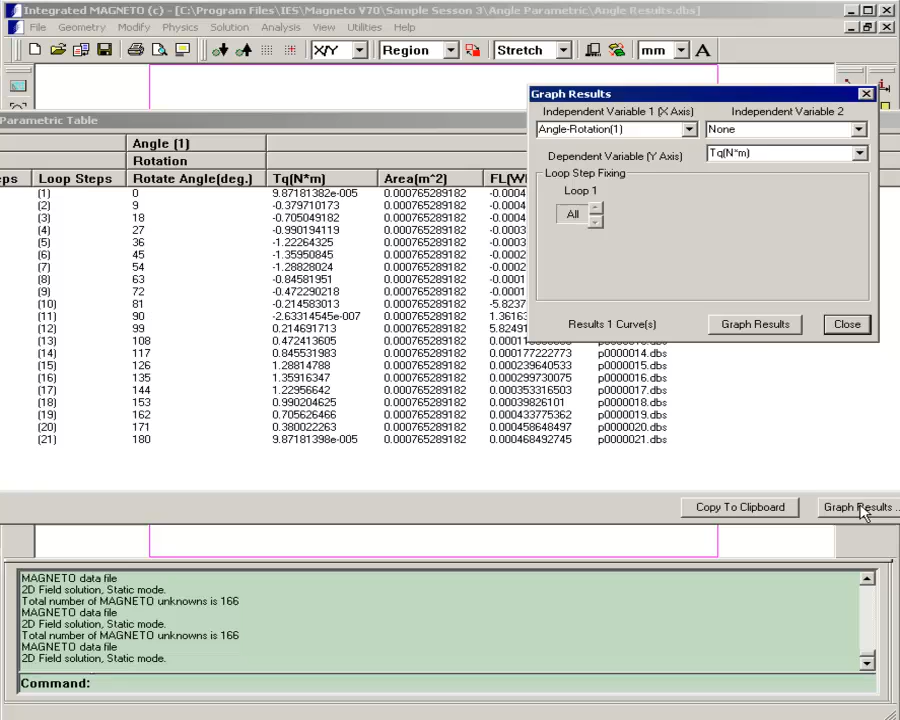 Integrated MAGNETO (c) - [C:\Program Files\IES\Magneto V70\Sample Sesson 3\Angle Parametric\Angle Results.dbs]
File Geometry Modify Physics Solution Analysis View Utilities Help
X/Y Region Stretch mm A
Parametric Table
Angle (1)
Rotation
eps Loop Steps Rotate Angle(deg.) Tq(N*m) Area(m^2) FL(W
(1) 0 9.87181382e-005 0.000765289182 -0.0004
(2) 9 -0.379710173 0.000765289182 -0.0004
(3) 18 -0.705049182 0.000765289182 -0.0004
(4) 27 -0.990194119 0.000765289182 -0.0003
(5) 36 -1.22264325 0.000765289182 -0.0003
(6) 45 -1.35950845 0.000765289182 -0.0002
(7) 54 -1.28828024 0.000765289182 -0.0002
(8) 63 -0.84581951 0.000765289182 -0.0001
(9) 72 -0.472290218 0.000765289182 -0.0001
(10) 81 -0.214583013 0.000765289182 -5.8237
(11) 90 -2.63314545e-007 0.000765289182 1.3616
(12) 99 0.214691713 0.000765289182 5.8249
(13) 108 0.472413605 0.000765289182
(14) 117 0.845531983 0.000765289182 0.000177222773 p0000014.dbs
(15) 126 1.28814788 0.000765289182 0.000239640533 p0000015.dbs
(16) 135 1.35916347 0.000765289182 0.000299730075 p0000016.dbs
(17) 144 1.22956642 0.000765289182 0.000353316503 p0000017.dbs
(18) 153 0.990204625 0.000765289182 0.00039826101 p0000018.dbs
(19) 162 0.705626466 0.000765289182 0.000433775362 p0000019.dbs
(20) 171 0.380022263 0.000765289182 0.000458648497 p0000020.dbs
(21) 180 9.87181398e-005 0.000765289182 0.000468492745 p0000021.dbs
Graph Results
Independent Variable 1 (X Axis) Independent Variable 2
Angle-Rotation(1) None
Dependent Variable (Y Axis) Tq(N*m)
Loop Step Fixing
Loop 1
All
Results 1 Curve(s) Graph Results Close
Copy To Clipboard Graph Results ..
MAGNETO data file
2D Field solution, Static mode.
Total number of MAGNETO unknowns is 166
MAGNETO data file
2D Field solution, Static mode.
Total number of MAGNETO unknowns is 166
MAGNETO data file
2D Field solution, Static mode.
Command: